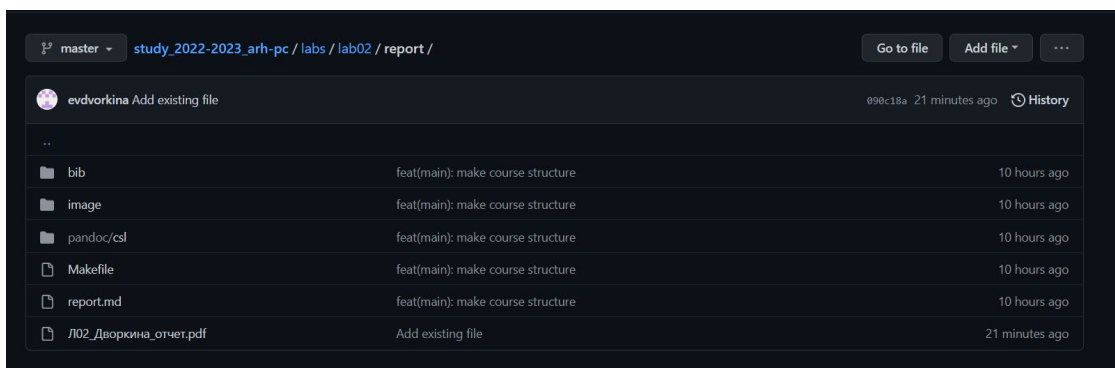 master study_2022-2023_arh-pc / labs / lab02 / report / Go to file Add file ...
evdvorkina Add existing file 090c18a 21 minutes ago History
..
bib feat(main): make course structure 10 hours ago
image feat(main): make course structure 10 hours ago
pandoc/csl feat(main): make course structure 10 hours ago
Makefile feat(main): make course structure 10 hours ago
report.md feat(main): make course structure 10 hours ago
Л02_Дворкина_отчет.pdf Add existing file 21 minutes ago